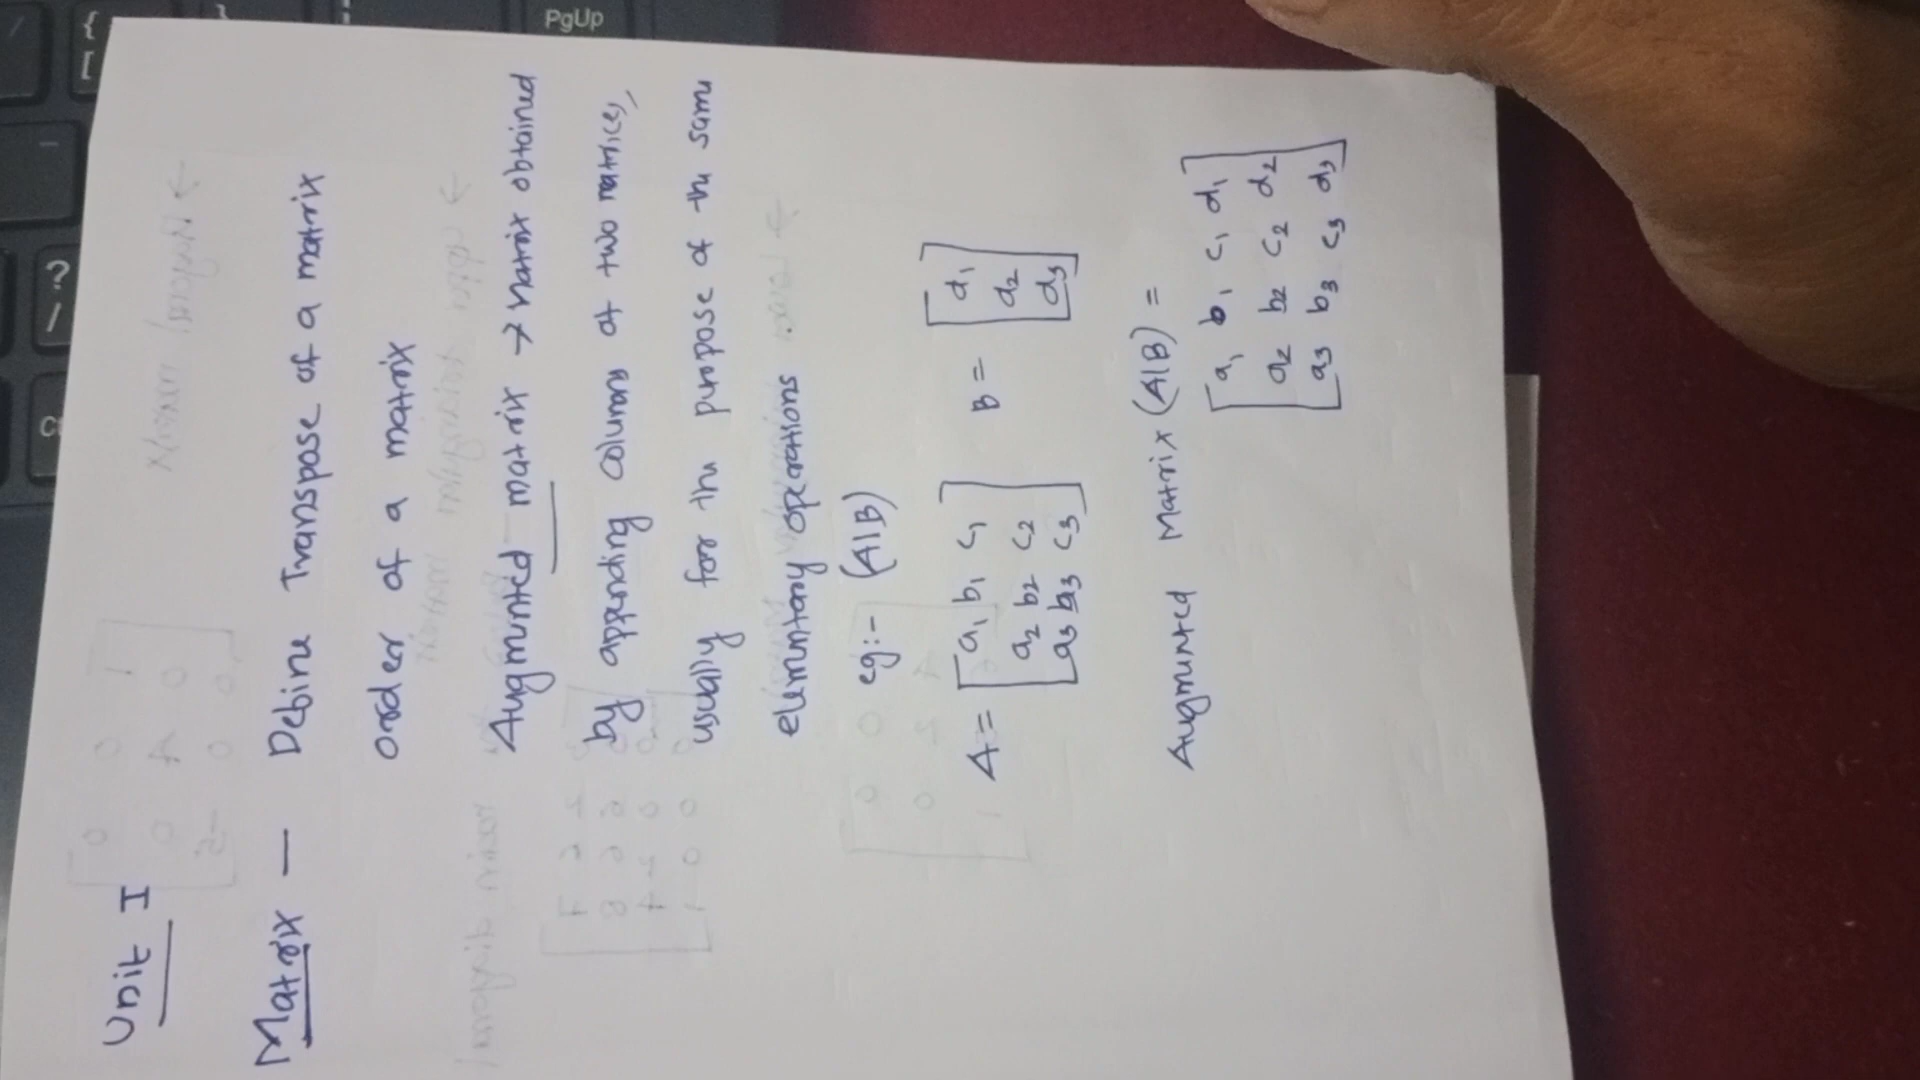 Unit I
Matrix — Define Transpose of a matrix
order of a matrix
Augmented matrix → Matrix obtained
by appending columns of two matrices,
usually for the purpose of the same
elementary operations
eg:- (A|B)
A = [a1 b1 c1 B = [d1
a2 b2 c2 d2
a3 b3 c3] d3]
Augmented Matrix (A|B) =
[a1 b1 c1 d1
a2 b2 c2 d2
a3 b3 c3 d3]
PgUp
{
[
?
/